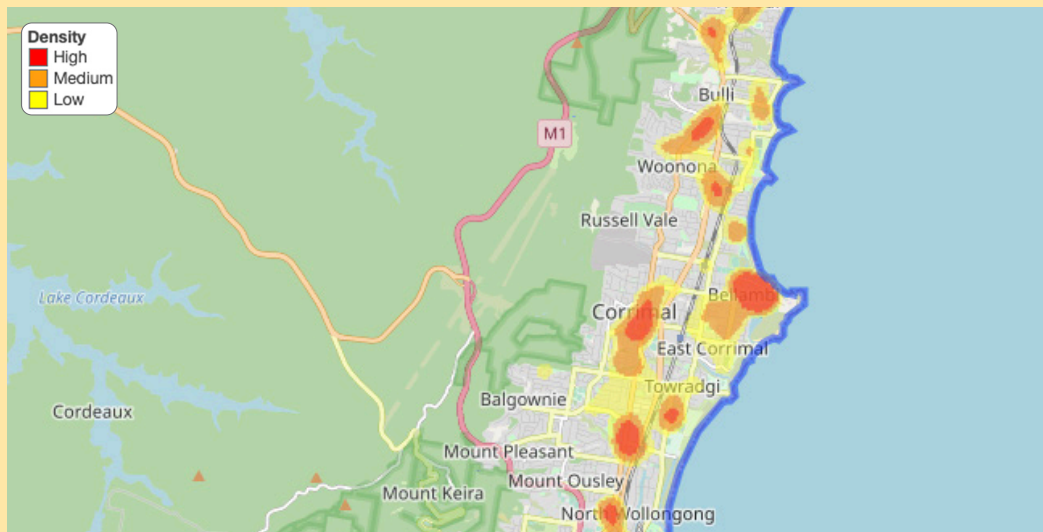 Density
High
Medium
Low
M1
Bulli
Woonona
Russell Vale
Lake Cordeaux
Corrimal
East Corrimal
Towradgi
Balgownie
Cordeaux
Mount Pleasant
Mount Ousley
Mount Keira
North Wollongong